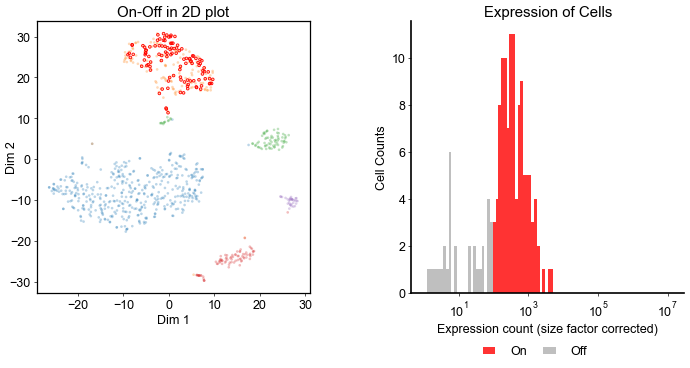 On-Off in 2D plot
Expression of Cells
30
20
10
0
−10
−20
−30
Dim 2
−20
−10
0
10
20
30
Dim 1
10
8
6
4
2
0
Cell Counts
10^1
10^3
10^5
10^7
Expression count (size factor corrected)
On
Off